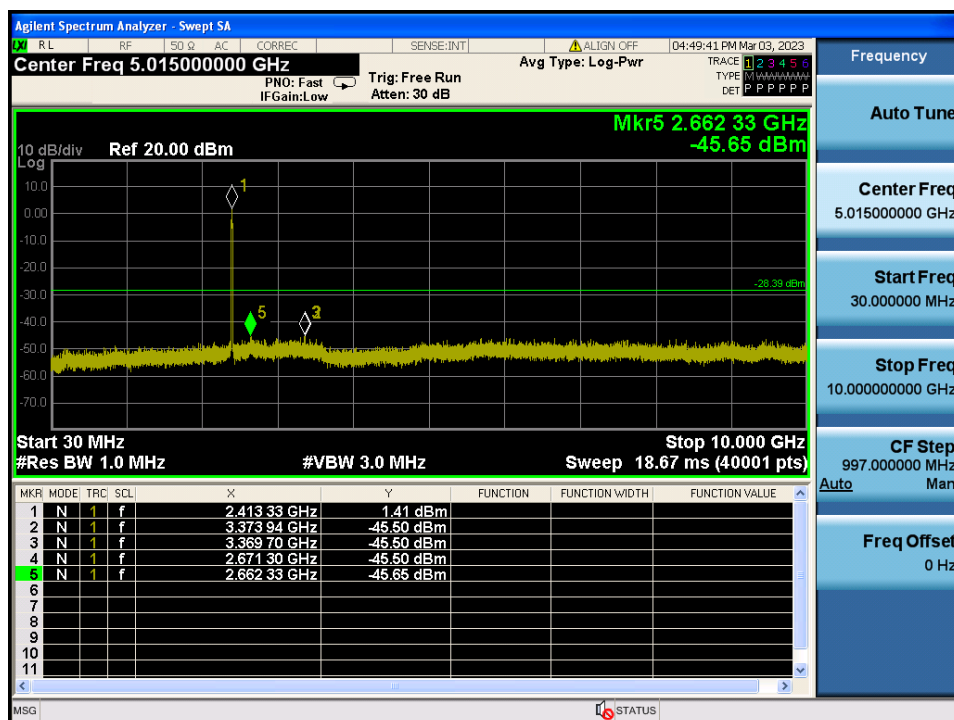 Agilent Spectrum Analyzer - Swept SA
LXI RL RF 50 Ω AC CORREC SENSE:INT ALIGN OFF 04:49:41 PM Mar 03, 2023
Center Freq 5.015000000 GHz
PNO: Fast
IFGain:Low
Trig: Free Run
Atten: 30 dB
Avg Type: Log-Pwr
TRACE 1 2 3 4 5 6
TYPE M WWWWW
DET P P P P P P
Mkr5 2.662 33 GHz
-45.65 dBm
10 dB/div Ref 20.00 dBm
Log
10.0
0.00
-10.0
-20.0
-30.0
-40.0
-50.0
-60.0
-70.0
1
-28.39 dBm
5
3
Start 30 MHz Stop 10.000 GHz
#Res BW 1.0 MHz #VBW 3.0 MHz Sweep 18.67 ms (40001 pts)
MKR MODE TRC SCL X Y FUNCTION FUNCTION WIDTH FUNCTION VALUE
1 N 1 f 2.413 33 GHz 1.41 dBm
2 N 1 f 3.373 94 GHz -45.50 dBm
3 N 1 f 3.369 70 GHz -45.50 dBm
4 N 1 f 2.671 30 GHz -45.50 dBm
5 N 1 f 2.662 33 GHz -45.65 dBm
6
7
8
9
10
11
MSG STATUS
Frequency
Auto Tune
Center Freq
5.015000000 GHz
Start Freq
30.000000 MHz
Stop Freq
10.000000000 GHz
CF Step
997.000000 MHz
Auto Man
Freq Offset
0 Hz